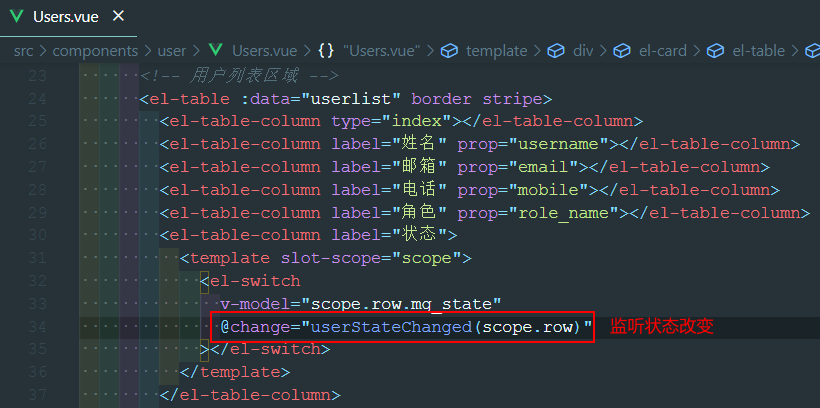 Users.vue ×
src > components > user > Users.vue > {} "Users.vue" > template > div > el-card > el-table >
23 <!-- 用户列表区域 -->
24 <el-table :data="userlist" border stripe>
25 <el-table-column type="index"></el-table-column>
26 <el-table-column label="姓名" prop="username"></el-table-column>
27 <el-table-column label="邮箱" prop="email"></el-table-column>
28 <el-table-column label="电话" prop="mobile"></el-table-column>
29 <el-table-column label="角色" prop="role_name"></el-table-column>
30 <el-table-column label="状态">
31 <template slot-scope="scope">
32 <el-switch
33 v-model="scope.row.mg_state"
34 @change="userStateChanged(scope.row)" 监听状态改变
35 ></el-switch>
36 </template>
37 </el-table-column>